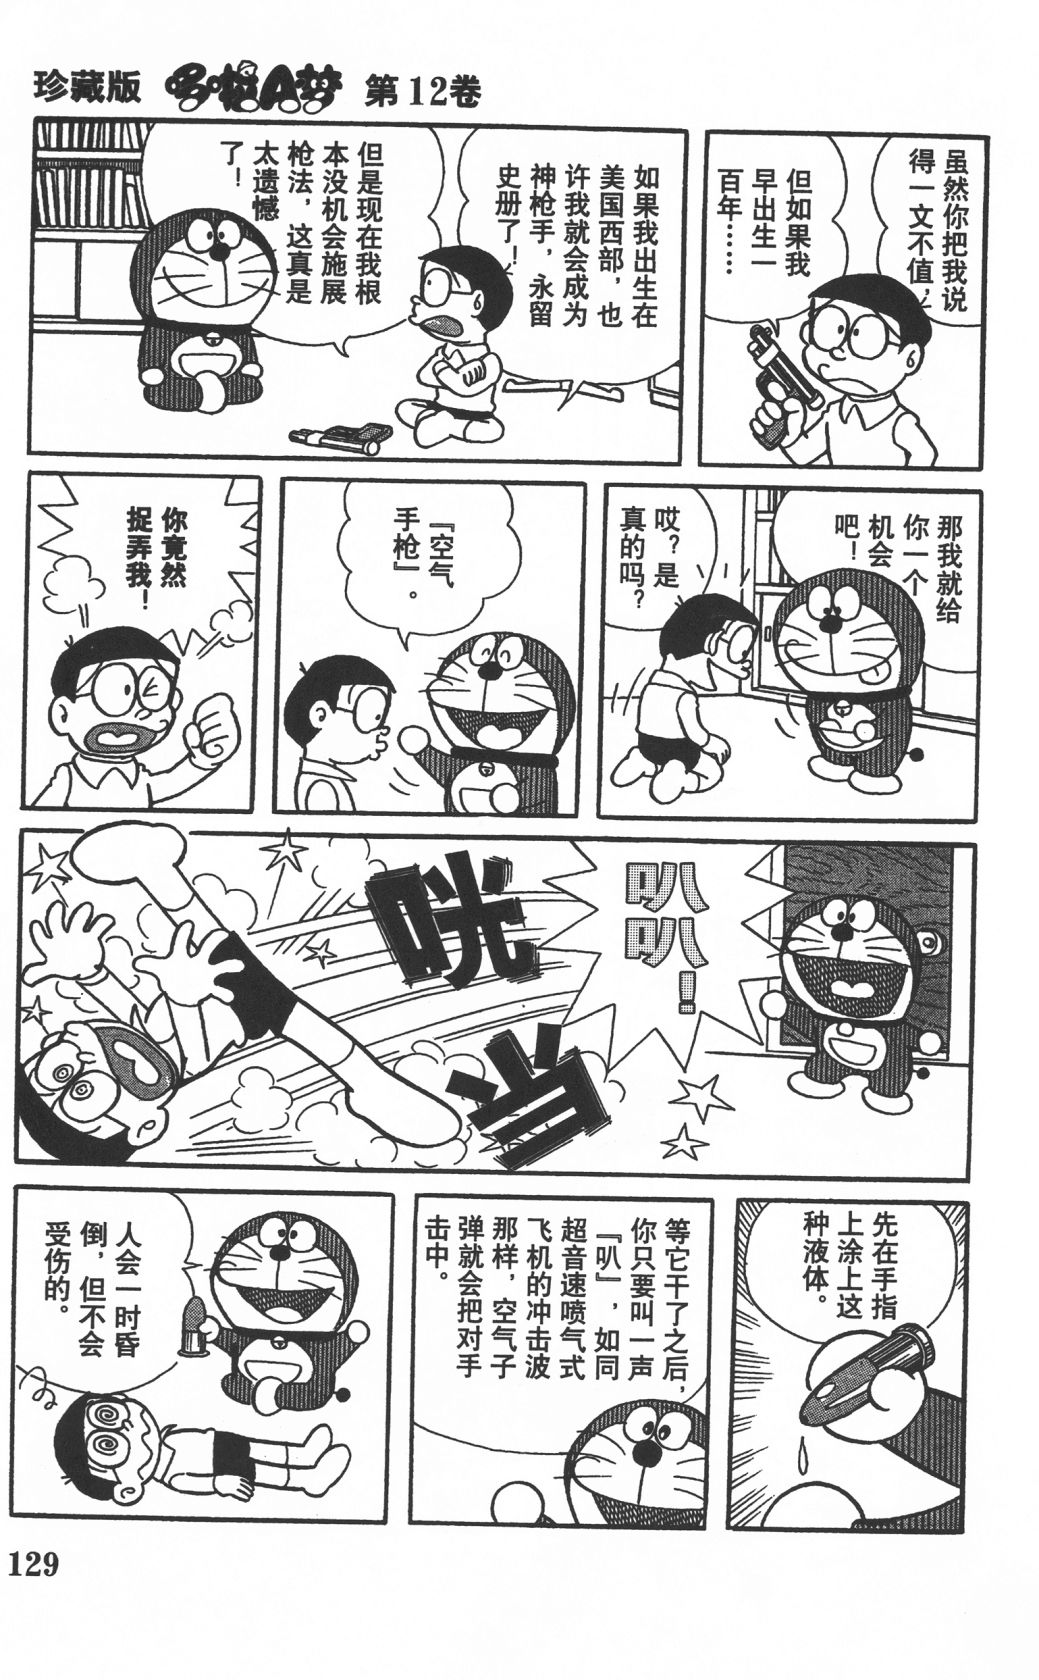 珍藏版 哆啦A梦 第12卷
虽然你把我说
得一文不值，
但如果我
早出生一
百年……
如果我出生在
美国西部，也
许我就会成为
神枪手，永留
史册了！
但是现在我根
本没机会施展
枪法，这真是
太遗憾
了！
那我就给
你一个
机会
吧！
哎？是
真的吗？
『空气
手枪』。
你竟然
捉弄我！
叭
叭！
咣
当
先在手指
上涂上这
种液体。
等它干了之后，
你只要叫一声
『叭』，如同
超音速喷气式
飞机的冲击波
那样，空气子
弹就会把对手
击中。
人会一时昏
倒，但不会
受伤的。
129